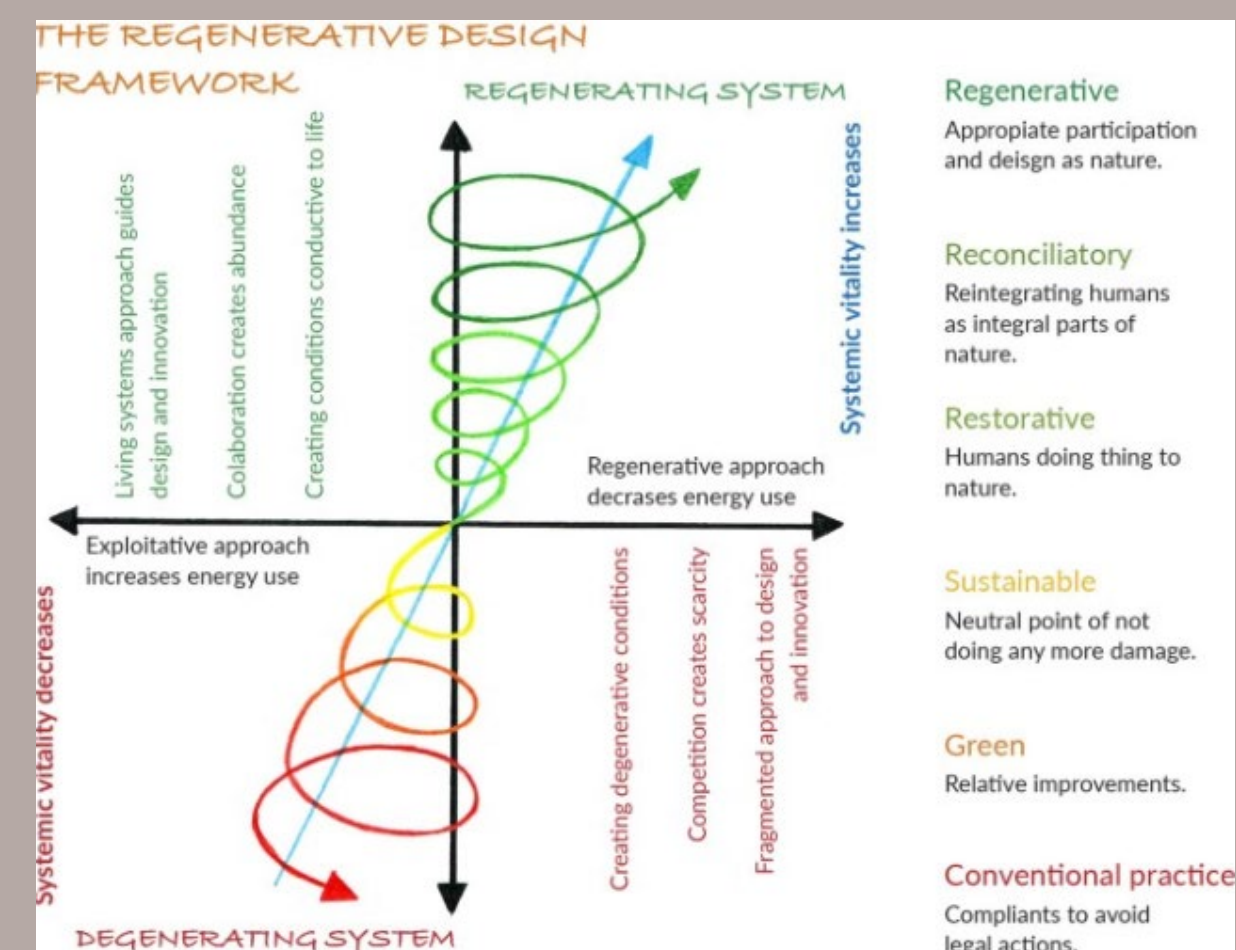 THE REGENERATIVE DESIGN
FRAMEWORK
REGENERATING SYSTEM
Living systems approach guides
design and innovation
Colaboration creates abundance
Creating conditions conductive to life
Systemic vitality increases
Regenerative approach
decrases energy use
Exploitative approach
increases energy use
Systemic vitality decreases
Creating degenerative conditions
Competition creates scarcity
Fragmented approach to design
and innovation
DEGENERATING SYSTEM
Regenerative
Appropiate participation
and deisgn as nature.
Reconciliatory
Reintegrating humans
as integral parts of
nature.
Restorative
Humans doing thing to
nature.
Sustainable
Neutral point of not
doing any more damage.
Green
Relative improvements.
Conventional practice
Compliants to avoid
legal actions.